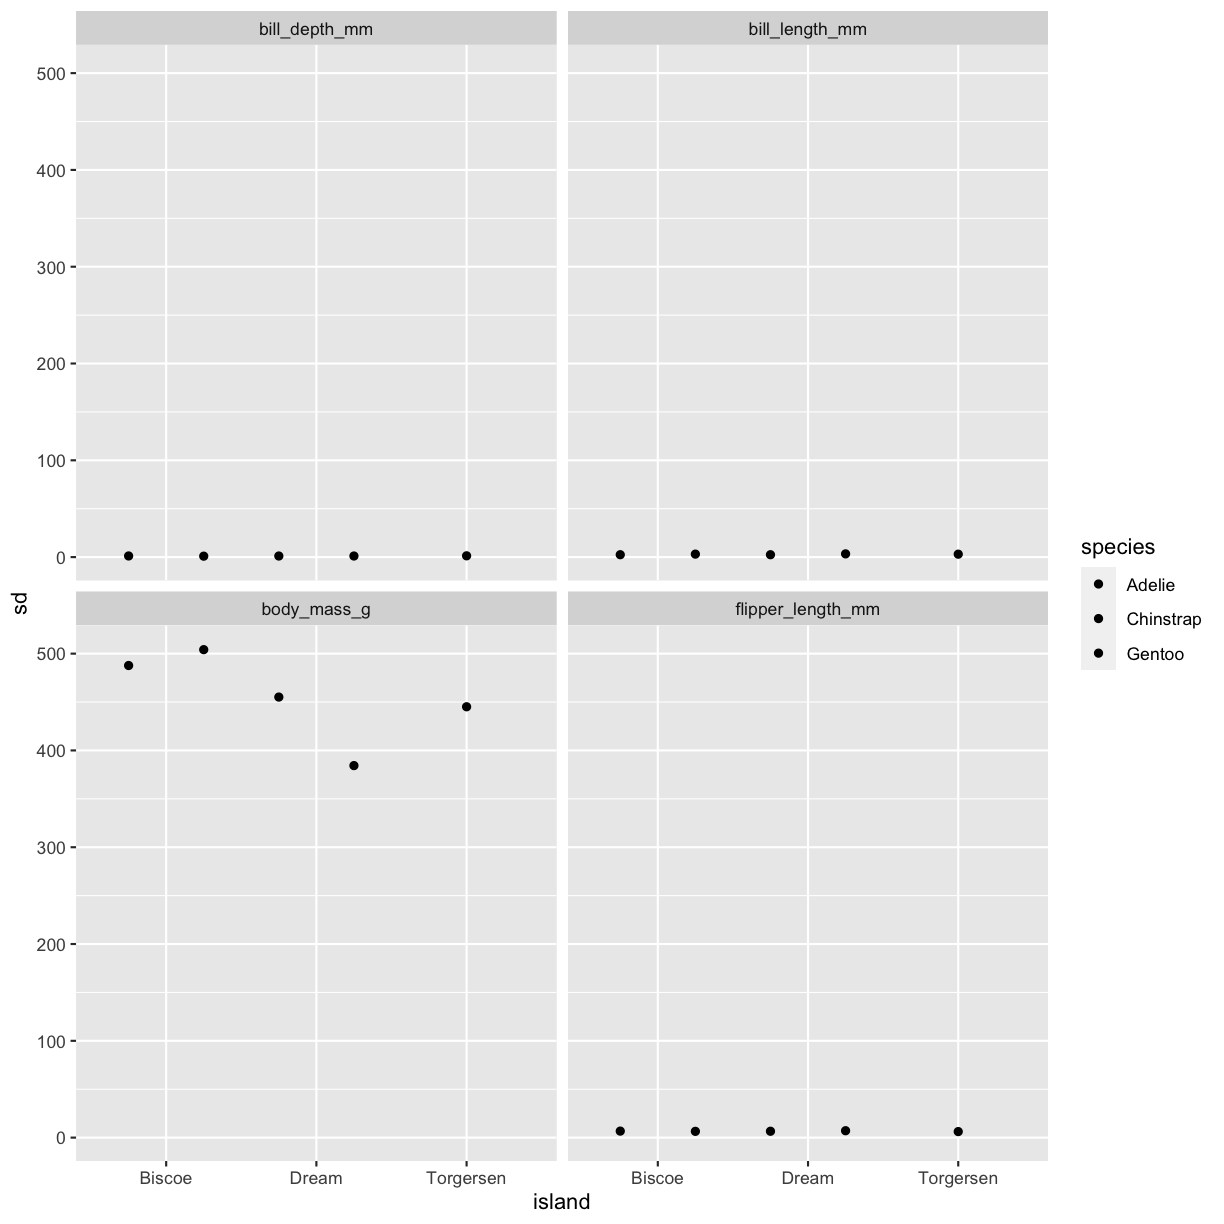 bill_depth_mm
bill_length_mm
500
400
300
200
100
0
body_mass_g
flipper_length_mm
500
400
300
200
100
0
Biscoe Dream Torgersen
Biscoe Dream Torgersen
island
sd
species
Adelie
Chinstrap
Gentoo